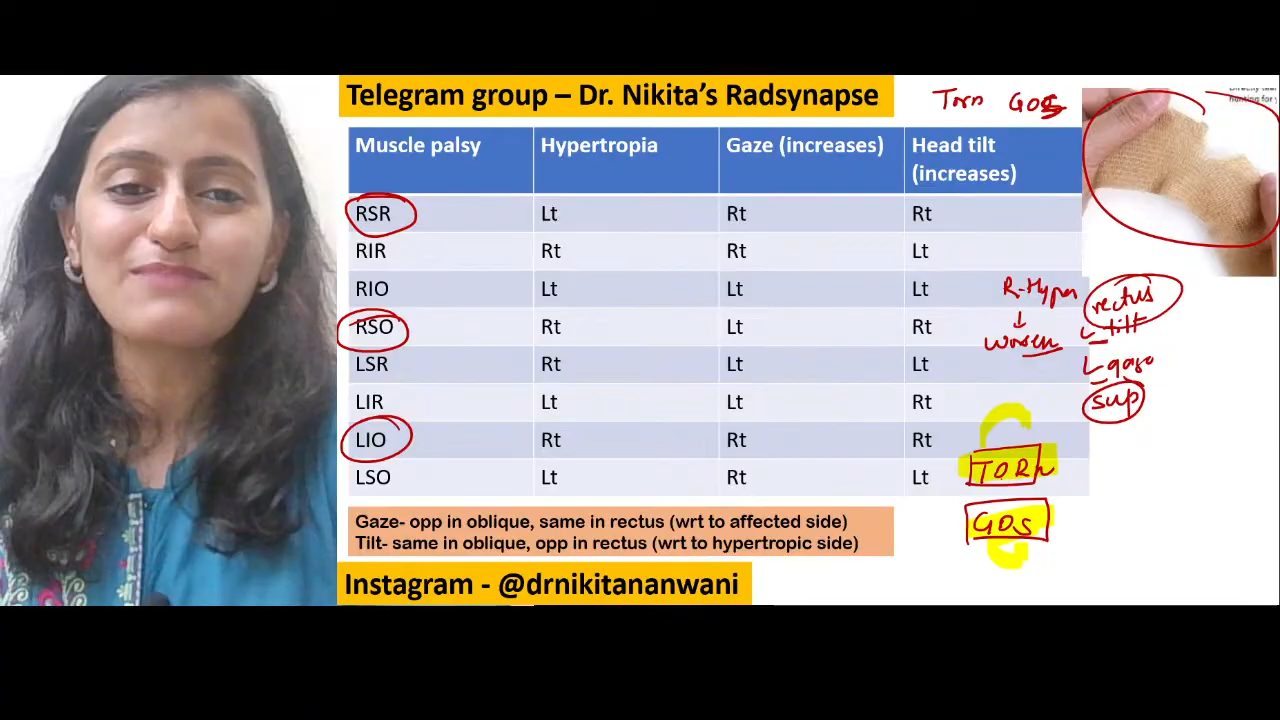 Telegram group – Dr. Nikita's Radsynapse
Torn GOS
hunting for y
Muscle palsy Hypertropia Gaze (increases) Head tilt (increases)
RSR Lt Rt Rt
RIR Rt Rt Lt
RIO Lt Lt Lt
RSO Rt Lt Rt
LSR Rt Lt Lt
LIR Lt Lt Rt
LIO Rt Rt Rt
LSO Lt Rt Lt
R-Hyper
↓
Worsen
rectus
L tilt
L gaze
sup
TORn
GOS
Gaze- opp in oblique, same in rectus (wrt to affected side)
Tilt- same in oblique, opp in rectus (wrt to hypertropic side)
Instagram - @drnikitananwani